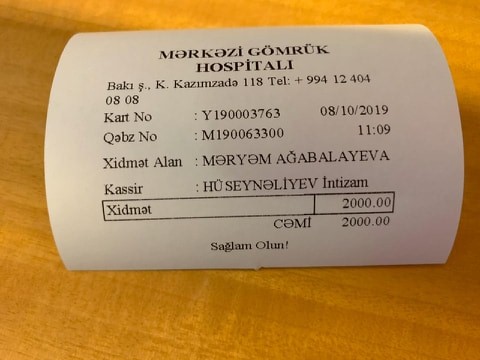 MƏRKƏZİ GÖMRÜK
HOSPİTALI
Bakı ş., K. Kazımzadə 118 Tel: + 994 12 404
08 08
Kart No : Y190003763 08/10/2019
Qəbz No : M190063300 11:09
Xidmət Alan : MƏRYƏM AĞABALAYEVA
Kassir : HÜSEYNƏLİYEV İntizam
Xidmət 2000.00
CƏMİ 2000.00
Sağlam Olun!